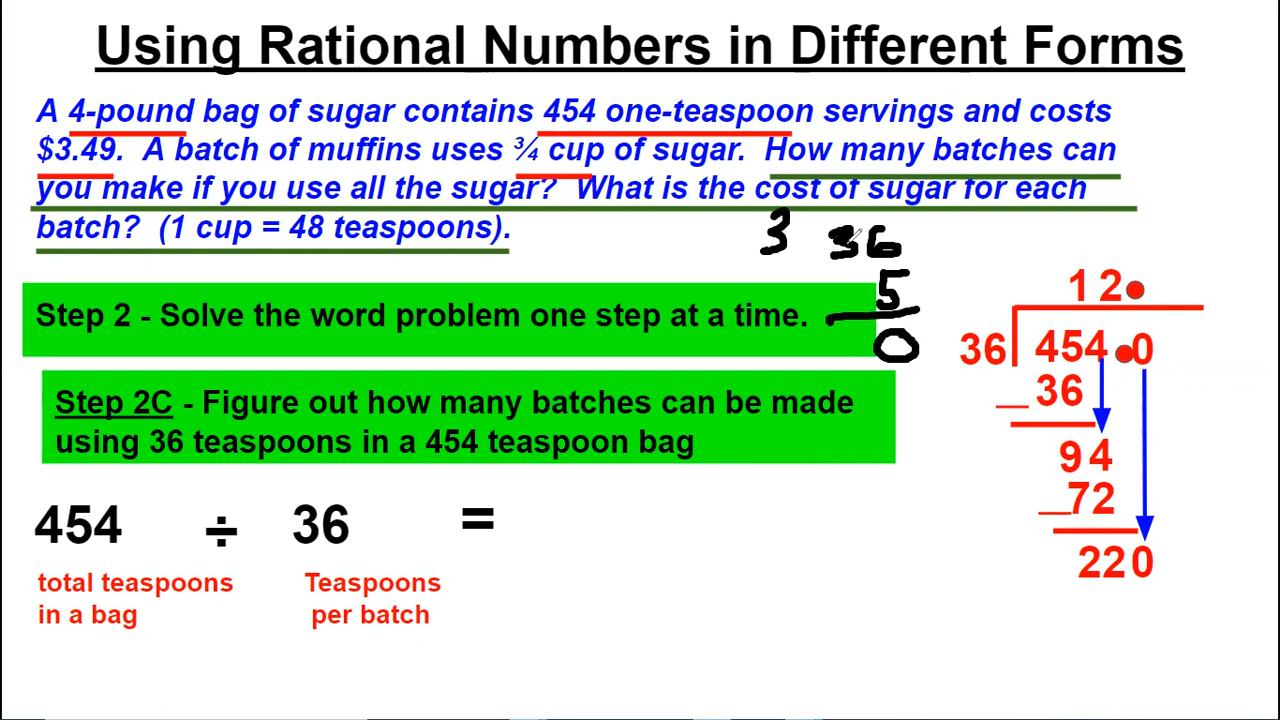 Using Rational Numbers in Different Forms
A 4-pound bag of sugar contains 454 one-teaspoon servings and costs
$3.49. A batch of muffins uses ¾ cup of sugar. How many batches can
you make if you use all the sugar? What is the cost of sugar for each
batch? (1 cup = 48 teaspoons).
3 36
5
0
Step 2 - Solve the word problem one step at a time.
Step 2C - Figure out how many batches can be made
using 36 teaspoons in a 454 teaspoon bag
454 ÷ 36 =
total teaspoons
in a bag
Teaspoons
per batch
12.
36 454.0
_ 36
94
_72
220